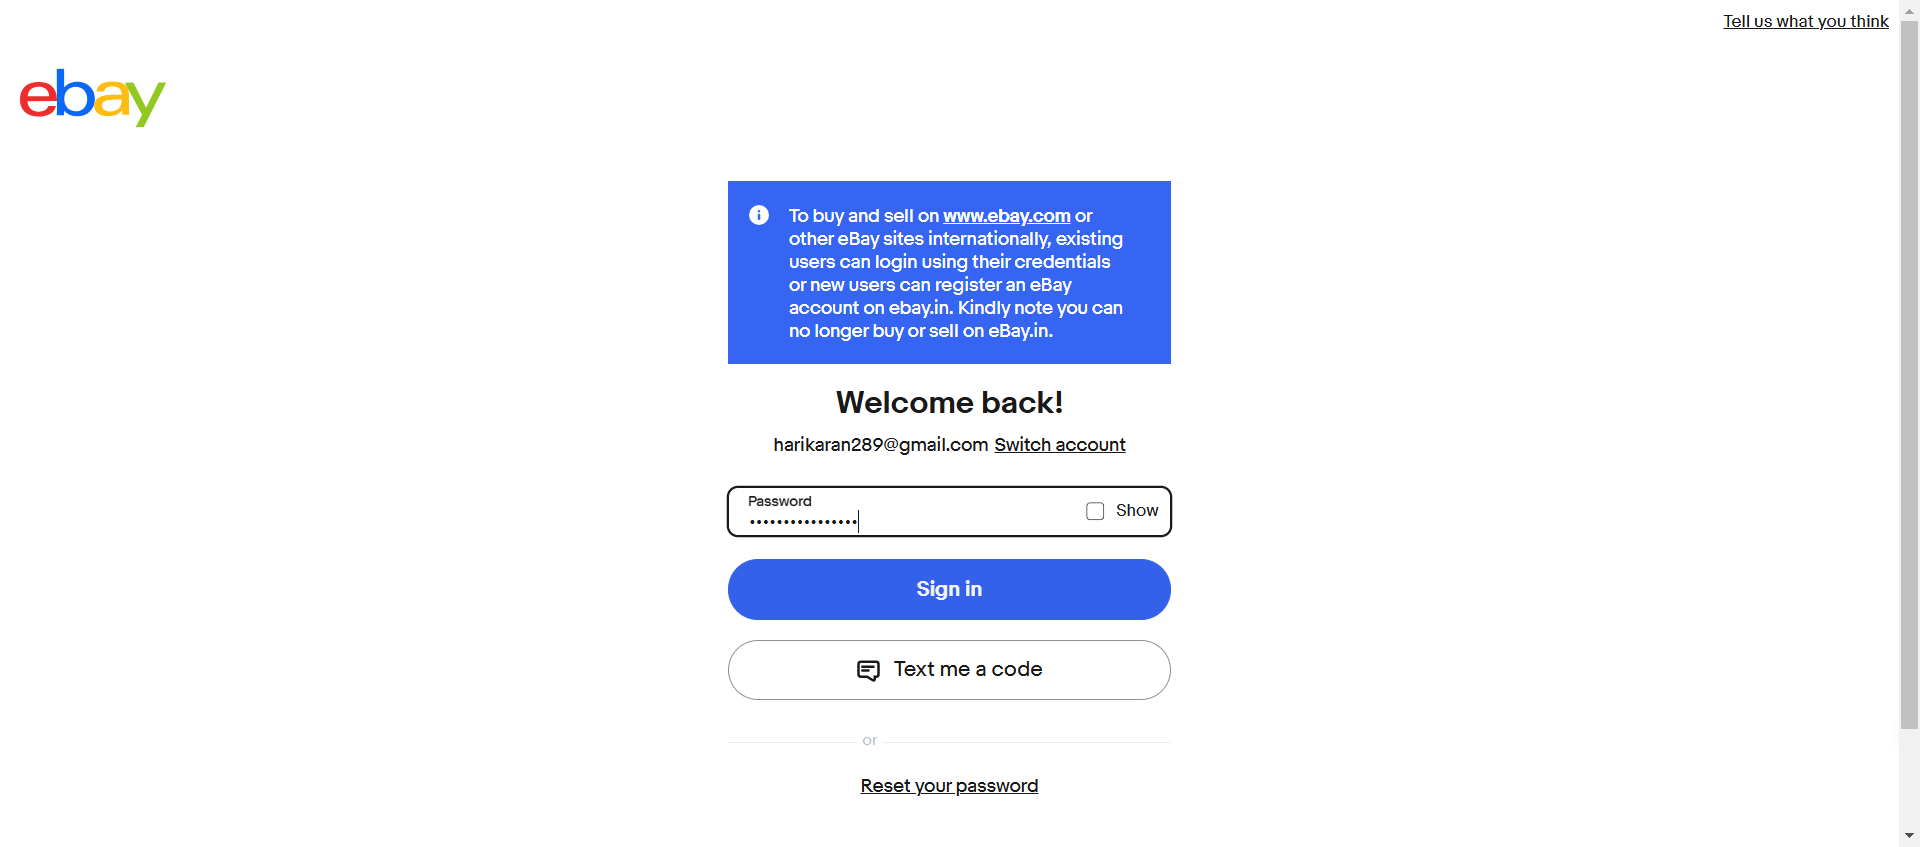 Tell us what you think
ebay
To buy and sell on www.ebay.com or
other eBay sites internationally, existing
users can login using their credentials
or new users can register an eBay
account on ebay.in. Kindly note you can
no longer buy or sell on eBay.in.
Welcome back!
harikaran289@gmail.com Switch account
Password
••••••••••••••••
Show
Sign in
Text me a code
or
Reset your password